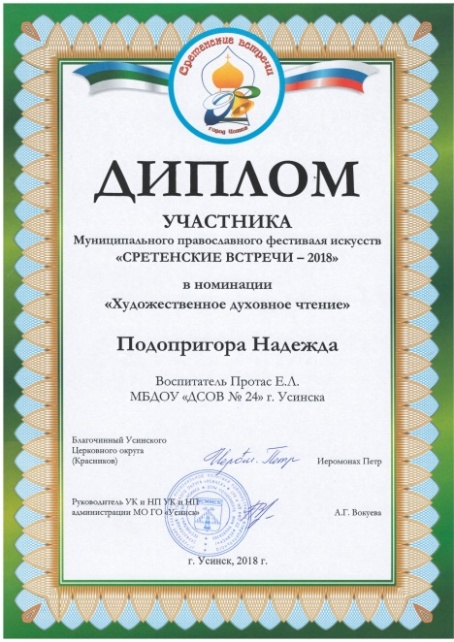 Сретенские встречи
город Усинск
ДИПЛОМ
УЧАСТНИКА
Муниципального православного фестиваля искусств
«СРЕТЕНСКИЕ ВСТРЕЧИ – 2018»
в номинации
«Художественное духовное чтение»
Подопригора Надежда
Воспитатель Протас Е.Л.
МБДОУ «ДСОВ № 24» г. Усинска
Благочинный Усинского
Церковного округа
(Красников)
Иеромонах Петр
Руководитель УК и НП УК и НП
администрации МО ГО «Усинск»
А.Г. Вокуева
г. Усинск, 2018 г.